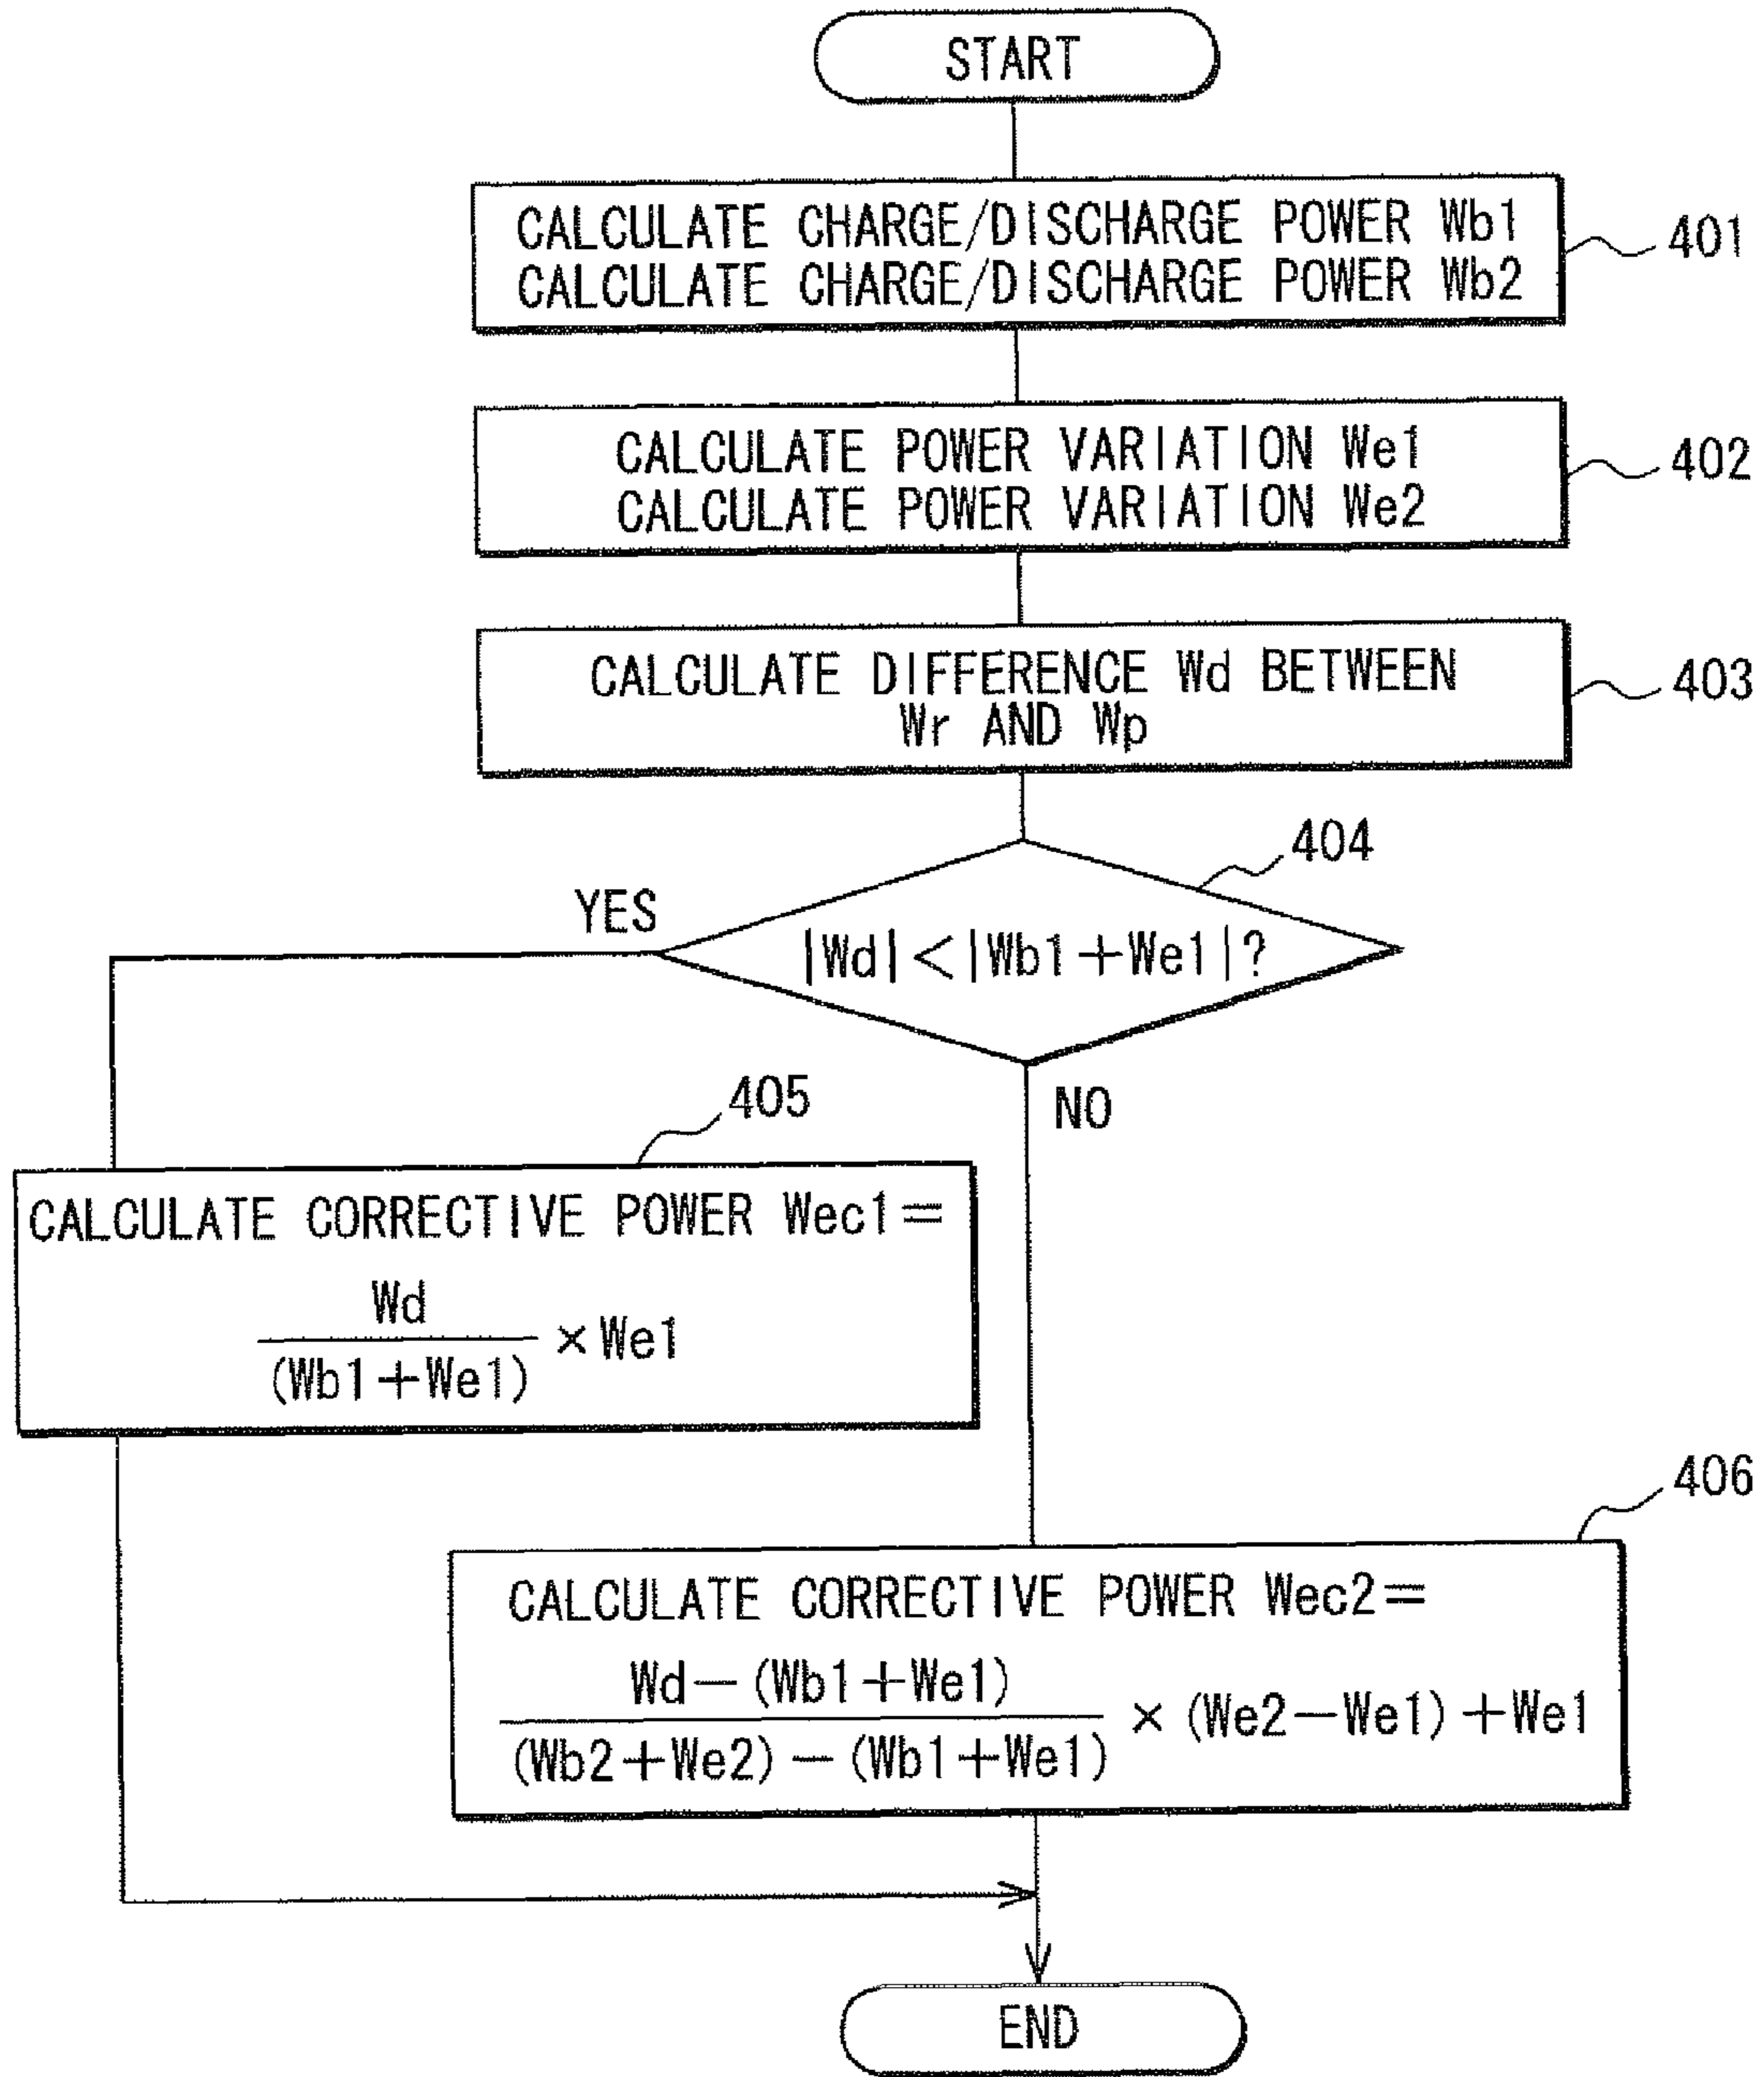 START
CALCULATE CHARGE/DISCHARGE POWER Wb1
CALCULATE CHARGE/DISCHARGE POWER Wb2
401
CALCULATE POWER VARIATION We1
CALCULATE POWER VARIATION We2
402
CALCULATE DIFFERENCE Wd BETWEEN
Wr AND Wp
403
404
YES
|Wd|<|Wb1+We1|?
NO
405
CALCULATE CORRECTIVE POWER Wec1=
Wd
(Wb1+We1)
×We1
406
CALCULATE CORRECTIVE POWER Wec2=
Wd-(Wb1+We1)
(Wb2+We2)-(Wb1+We1)
×(We2-We1)+We1
END